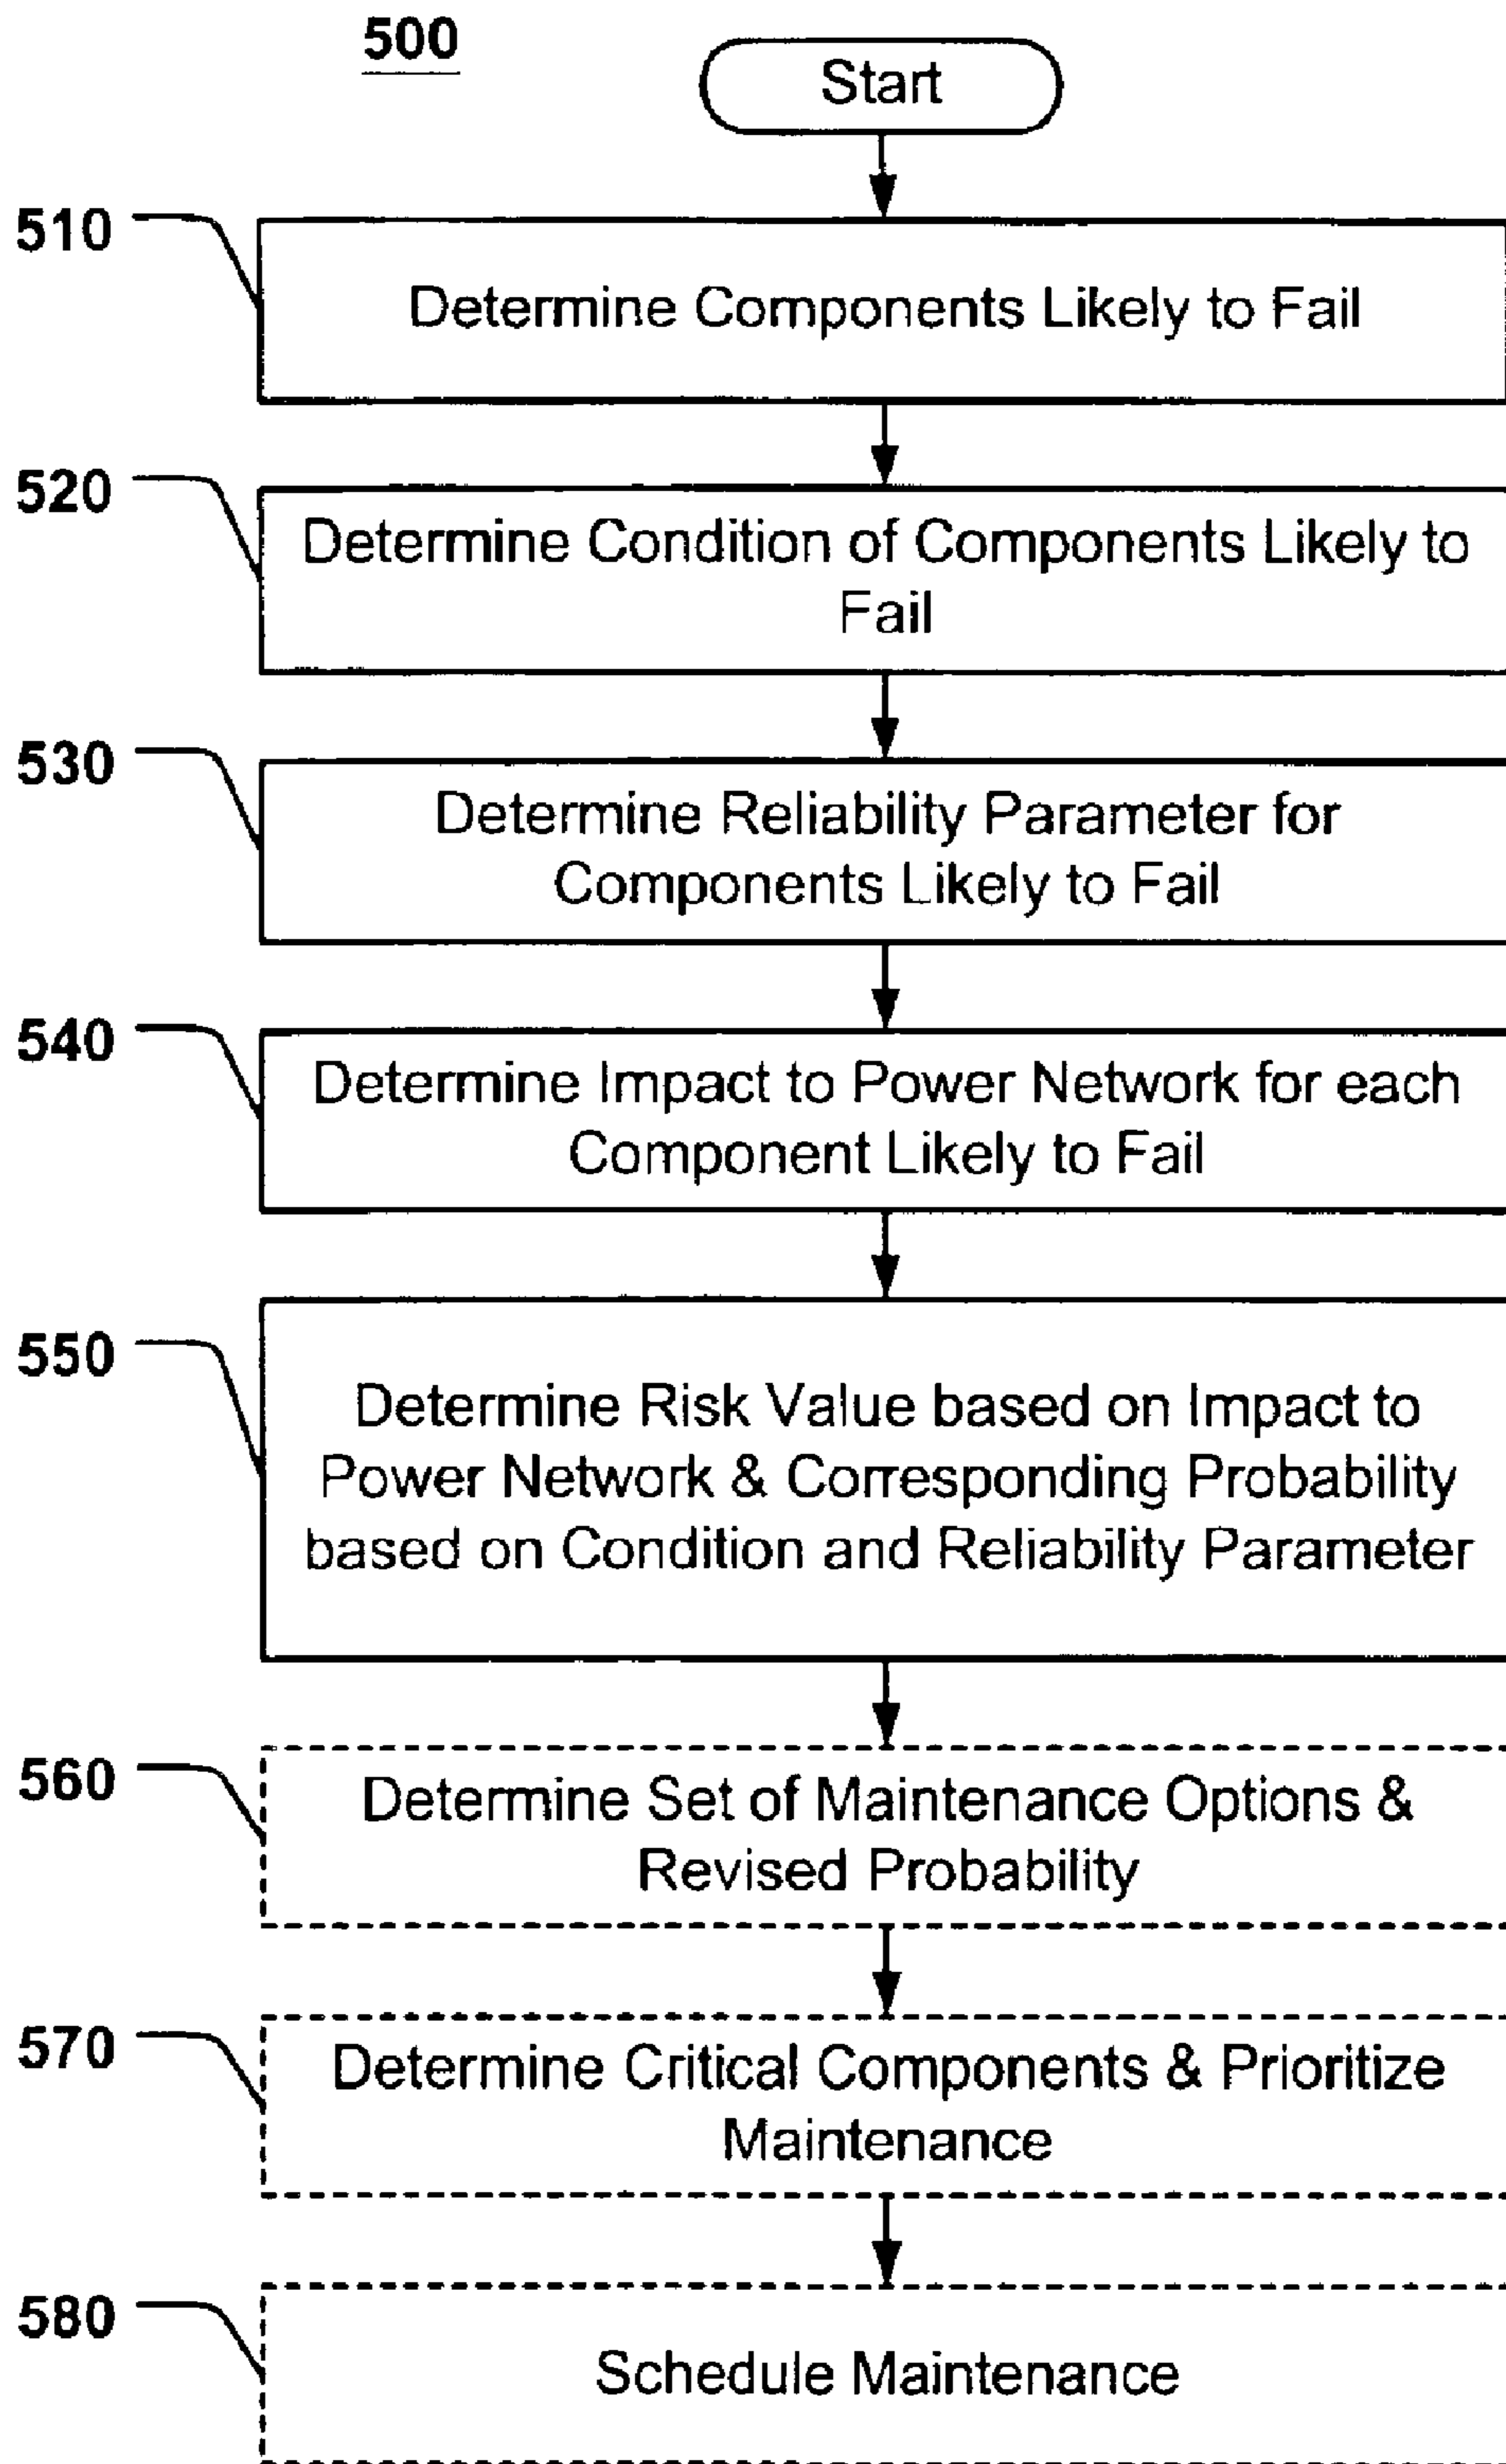 500
Start
510
Determine Components Likely to Fail
520
Determine Condition of Components Likely to
Fail
530
Determine Reliability Parameter for
Components Likely to Fail
540
Determine Impact to Power Network for each
Component Likely to Fail
550
Determine Risk Value based on Impact to
Power Network & Corresponding Probability
based on Condition and Reliability Parameter
560
Determine Set of Maintenance Options &
Revised Probability
570
Determine Critical Components & Prioritize
Maintenance
580
Schedule Maintenance